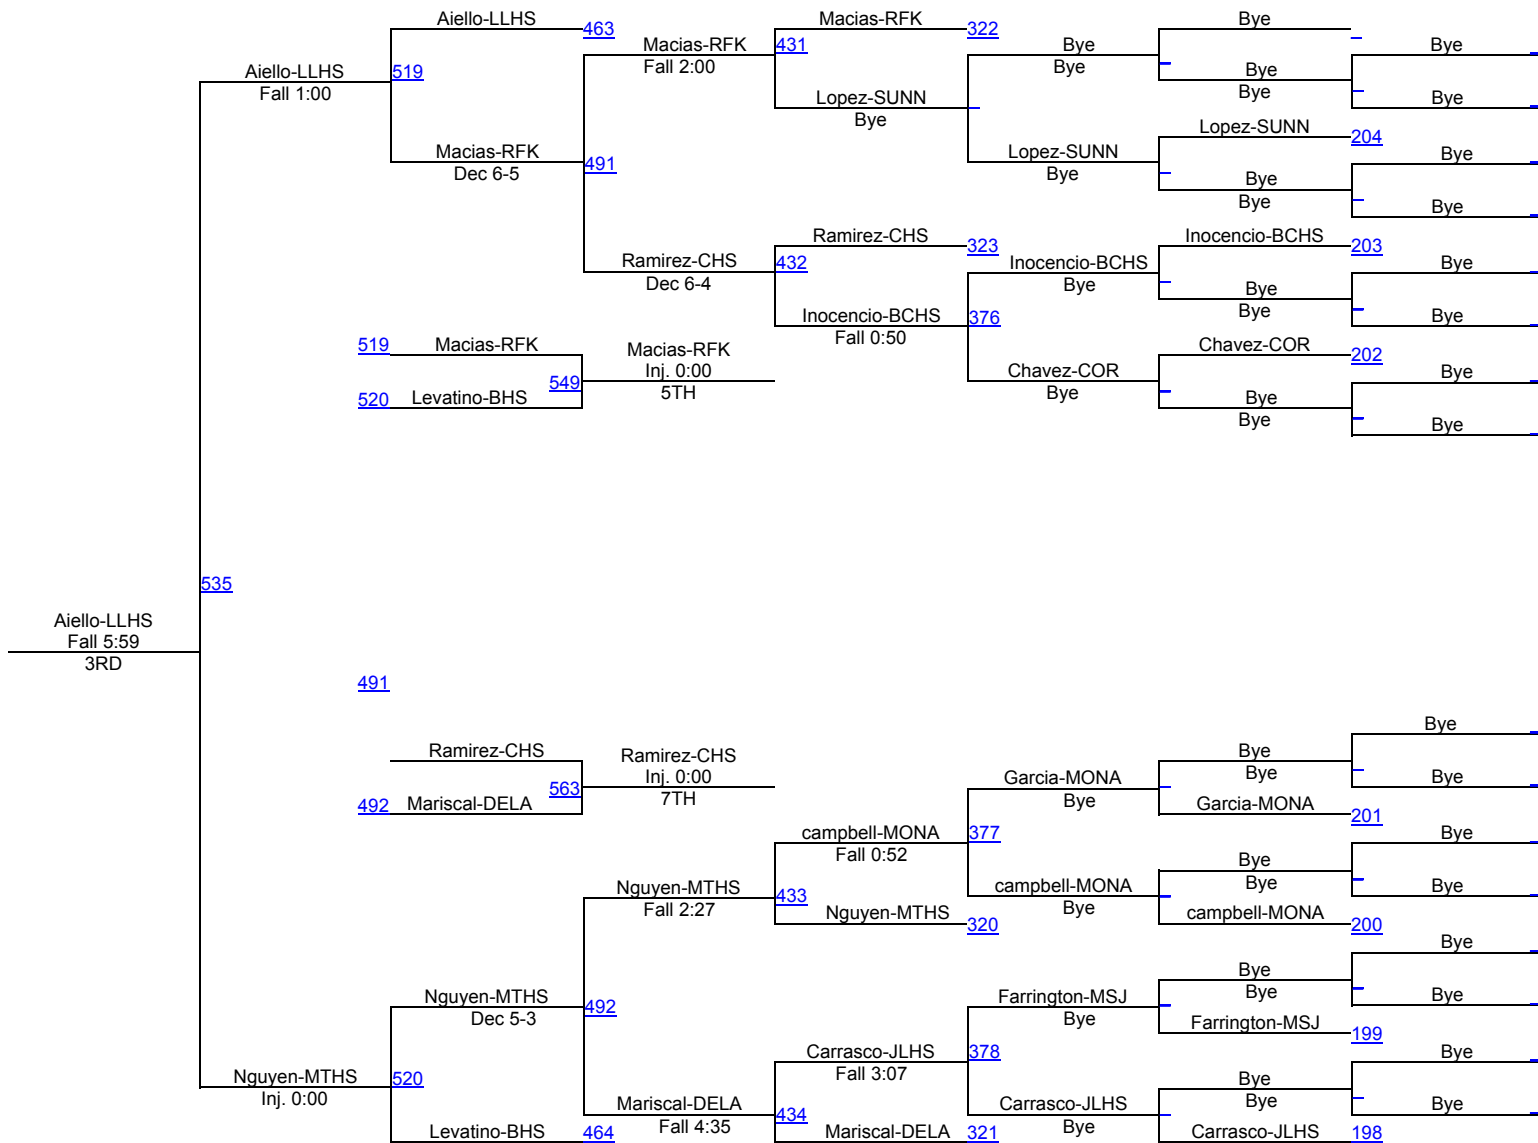 Aiello-LLHS
463
Macias-RFK
322
Bye
Macias-RFK
Fall 2:00
431
Bye
Bye
Bye
Aiello-LLHS
Fall 1:00
519
Bye
Bye
Lopez-SUNN
Bye
Bye
Lopez-SUNN
204
Macias-RFK
Dec 6-5
491
Lopez-SUNN
Bye
Bye
Bye
Bye
Bye
Ramirez-CHS
323
Inocencio-BCHS
203
Ramirez-CHS
Dec 6-4
432
Inocencio-BCHS
Bye
Bye
Bye
Bye
Inocencio-BCHS
Fall 0:50
376
Bye
519
Macias-RFK
Macias-RFK
Inj. 0:00
5TH
Chavez-COR
202
549
Chavez-COR
Bye
Bye
520
Levatino-BHS
Bye
Bye
Bye
535
Aiello-LLHS
Fall 5:59
3RD
491
Bye
Ramirez-CHS
Ramirez-CHS
Inj. 0:00
7TH
Bye
Bye
563
Garcia-MONA
Bye
Bye
492
Mariscal-DELA
Garcia-MONA
201
campbell-MONA
Fall 0:52
377
Bye
Bye
Bye
Nguyen-MTHS
Fall 2:27
433
campbell-MONA
Bye
Bye
Nguyen-MTHS
320
campbell-MONA
200
Bye
Bye
Bye
Nguyen-MTHS
Dec 5-3
492
Farrington-MSJ
Bye
Bye
Farrington-MSJ
199
Carrasco-JLHS
Fall 3:07
378
Bye
Nguyen-MTHS
Inj. 0:00
520
Bye
Bye
Mariscal-DELA
Fall 4:35
434
Carrasco-JLHS
Bye
Bye
Levatino-BHS
464
Mariscal-DELA
321
Carrasco-JLHS
198